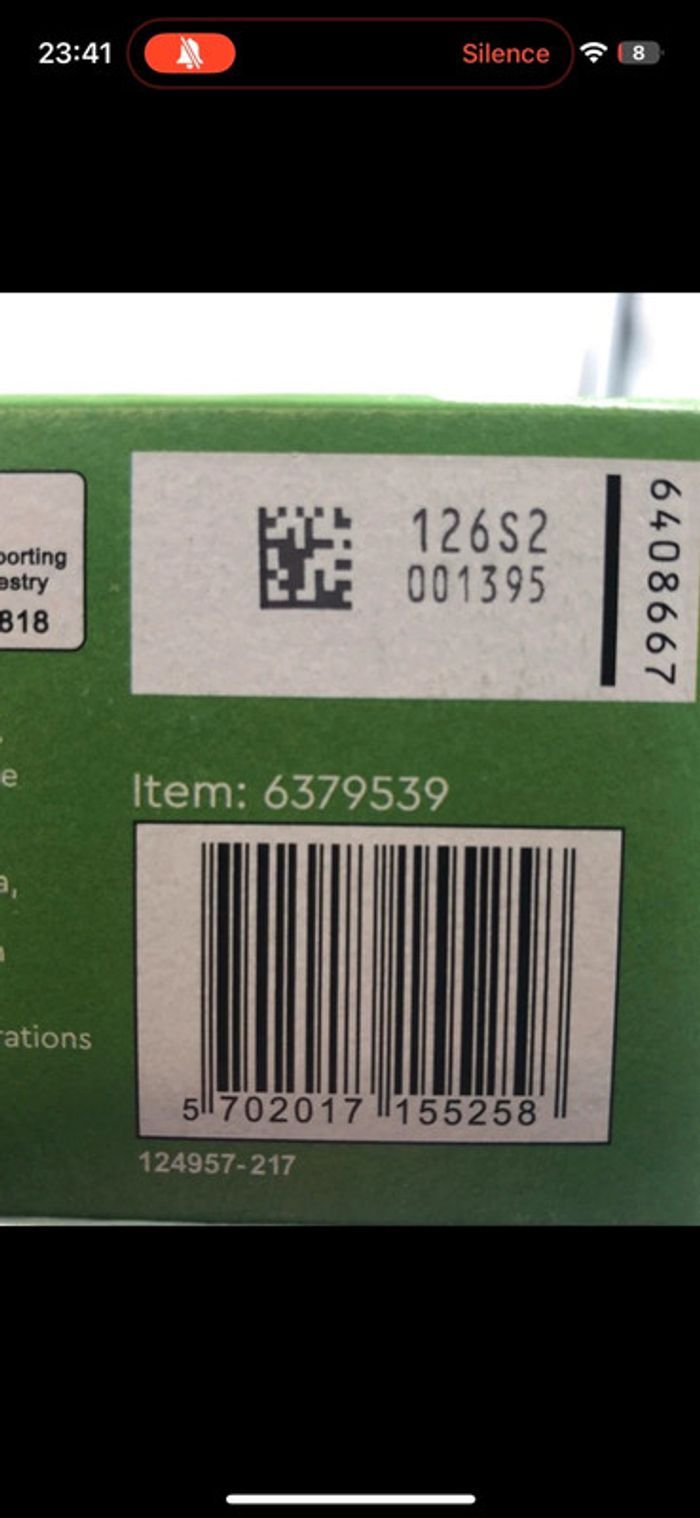 23:41 Silence 8
porting
estry
818
126S2
001395
6408667
e
Item: 6379539
a,
rations
5 702017 155258
124957-217